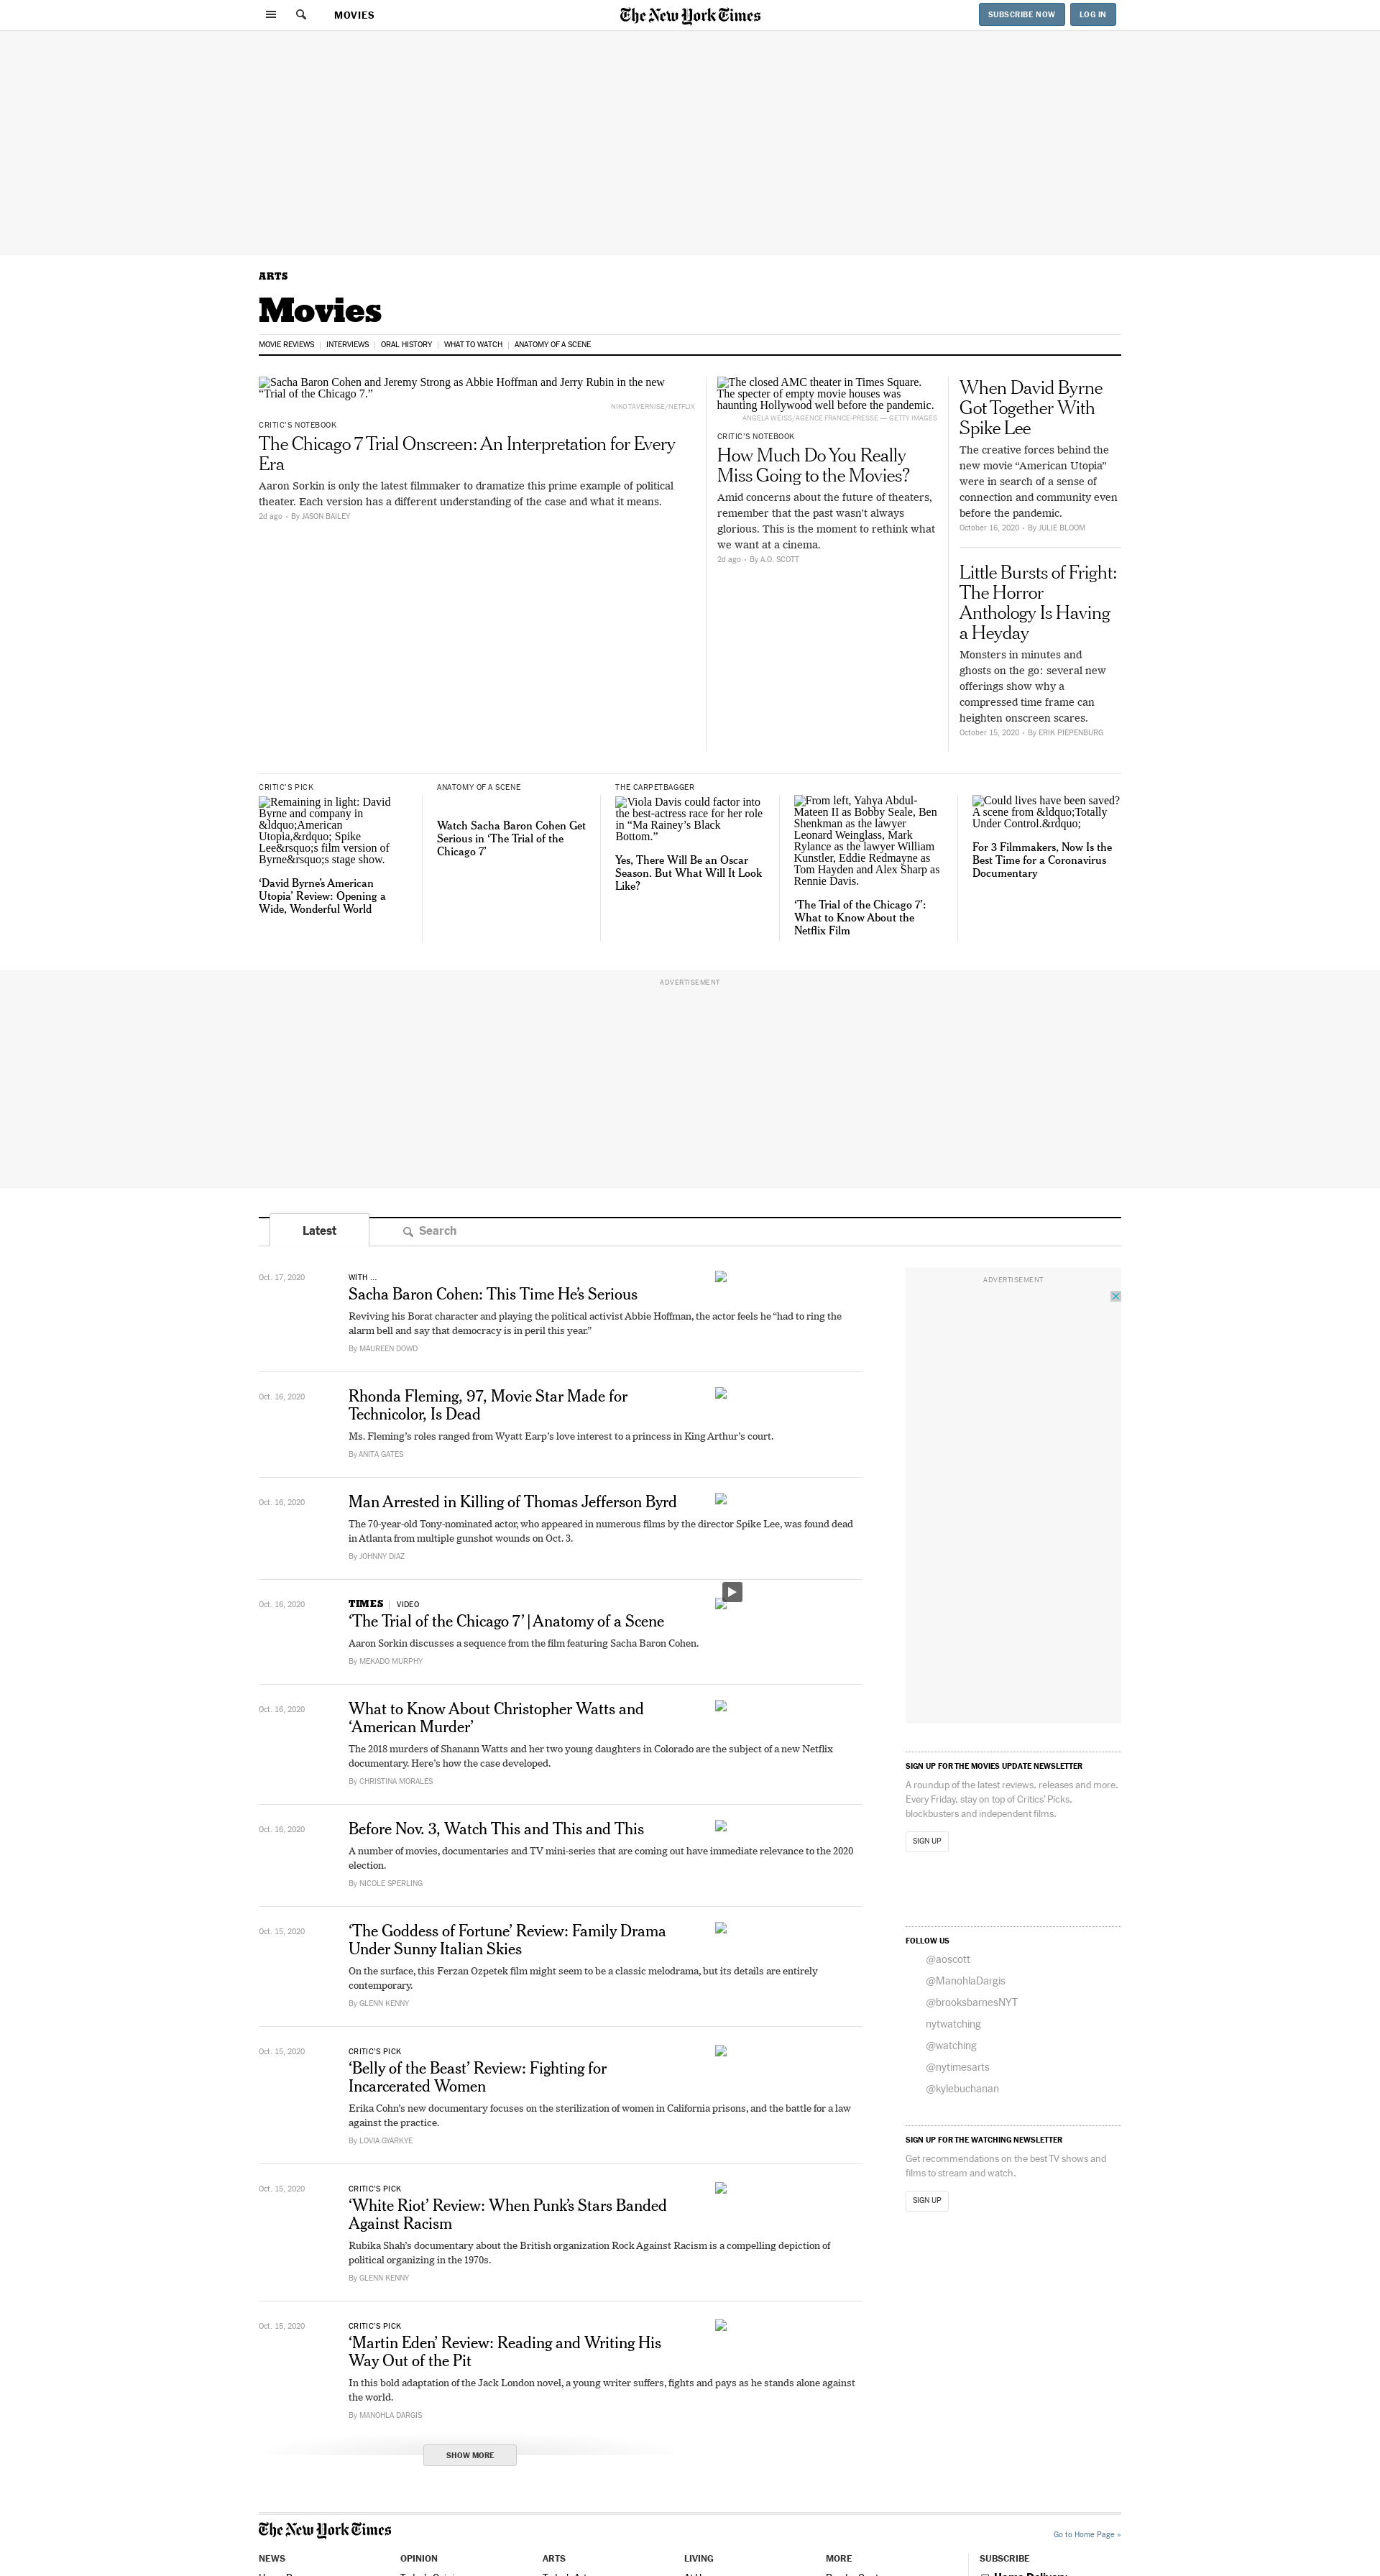 MOVIES
The New York Times
SUBSCRIBE NOW
LOG IN
ARTS
Movies
MOVIE REVIEWS | INTERVIEWS | ORAL HISTORY | WHAT TO WATCH | ANATOMY OF A SCENE
Sacha Baron Cohen and Jeremy Strong as Abbie Hoffman and Jerry Rubin in the new
“Trial of the Chicago 7.”
NIKO TAVERNISE/NETFLIX
CRITIC’S NOTEBOOK
The Chicago 7 Trial Onscreen: An Interpretation for Every
Era
Aaron Sorkin is only the latest filmmaker to dramatize this prime example of political
theater. Each version has a different understanding of the case and what it means.
2d ago • By JASON BAILEY
The closed AMC theater in Times Square.
The specter of empty movie houses was
haunting Hollywood well before the pandemic.
ANGELA WEISS/AGENCE FRANCE-PRESSE — GETTY IMAGES
CRITIC’S NOTEBOOK
How Much Do You Really
Miss Going to the Movies?
Amid concerns about the future of theaters,
remember that the past wasn’t always
glorious. This is the moment to rethink what
we want at a cinema.
2d ago • By A.O. SCOTT
When David Byrne
Got Together With
Spike Lee
The creative forces behind the
new movie “American Utopia”
were in search of a sense of
connection and community even
before the pandemic.
October 16, 2020 • By JULIE BLOOM
Little Bursts of Fright:
The Horror
Anthology Is Having
a Heyday
Monsters in minutes and
ghosts on the go: several new
offerings show why a
compressed time frame can
heighten onscreen scares.
October 15, 2020 • By ERIK PIEPENBURG
CRITIC’S PICK
Remaining in light: David
Byrne and company in
&ldquo;American
Utopia,&rdquo; Spike
Lee&rsquo;s film version of
Byrne&rsquo;s stage show.
‘David Byrne’s American
Utopia’ Review: Opening a
Wide, Wonderful World
ANATOMY OF A SCENE
Watch Sacha Baron Cohen Get
Serious in ‘The Trial of the
Chicago 7’
THE CARPETBAGGER
Viola Davis could factor into
the best-actress race for her role
in “Ma Rainey’s Black
Bottom.”
Yes, There Will Be an Oscar
Season. But What Will It Look
Like?
From left, Yahya Abdul-
Mateen II as Bobby Seale, Ben
Shenkman as the lawyer
Leonard Weinglass, Mark
Rylance as the lawyer William
Kunstler, Eddie Redmayne as
Tom Hayden and Alex Sharp as
Rennie Davis.
‘The Trial of the Chicago 7’:
What to Know About the
Netflix Film
Could lives have been saved?
A scene from &ldquo;Totally
Under Control.&rdquo;
For 3 Filmmakers, Now Is the
Best Time for a Coronavirus
Documentary
ADVERTISEMENT
Latest
Search
Oct. 17, 2020
WITH ...
Sacha Baron Cohen: This Time He’s Serious
Reviving his Borat character and playing the political activist Abbie Hoffman, the actor feels he “had to ring the
alarm bell and say that democracy is in peril this year.”
By MAUREEN DOWD
Oct. 16, 2020
Rhonda Fleming, 97, Movie Star Made for
Technicolor, Is Dead
Ms. Fleming’s roles ranged from Wyatt Earp’s love interest to a princess in King Arthur’s court.
By ANITA GATES
Oct. 16, 2020
Man Arrested in Killing of Thomas Jefferson Byrd
The 70-year-old Tony-nominated actor, who appeared in numerous films by the director Spike Lee, was found dead
in Atlanta from multiple gunshot wounds on Oct. 3.
By JOHNNY DIAZ
Oct. 16, 2020
TIMES | VIDEO
‘The Trial of the Chicago 7’ | Anatomy of a Scene
Aaron Sorkin discusses a sequence from the film featuring Sacha Baron Cohen.
By MEKADO MURPHY
Oct. 16, 2020
What to Know About Christopher Watts and
‘American Murder’
The 2018 murders of Shanann Watts and her two young daughters in Colorado are the subject of a new Netflix
documentary. Here’s how the case developed.
By CHRISTINA MORALES
Oct. 16, 2020
Before Nov. 3, Watch This and This and This
A number of movies, documentaries and TV mini-series that are coming out have immediate relevance to the 2020
election.
By NICOLE SPERLING
Oct. 15, 2020
‘The Goddess of Fortune’ Review: Family Drama
Under Sunny Italian Skies
On the surface, this Ferzan Ozpetek film might seem to be a classic melodrama, but its details are entirely
contemporary.
By GLENN KENNY
Oct. 15, 2020
CRITIC’S PICK
‘Belly of the Beast’ Review: Fighting for
Incarcerated Women
Erika Cohn’s new documentary focuses on the sterilization of women in California prisons, and the battle for a law
against the practice.
By LOVIA GYARKYE
Oct. 15, 2020
CRITIC’S PICK
‘White Riot’ Review: When Punk’s Stars Banded
Against Racism
Rubika Shah’s documentary about the British organization Rock Against Racism is a compelling depiction of
political organizing in the 1970s.
By GLENN KENNY
Oct. 15, 2020
CRITIC’S PICK
‘Martin Eden’ Review: Reading and Writing His
Way Out of the Pit
In this bold adaptation of the Jack London novel, a young writer suffers, fights and pays as he stands alone against
the world.
By MANOHLA DARGIS
SHOW MORE
ADVERTISEMENT
SIGN UP FOR THE MOVIES UPDATE NEWSLETTER
A roundup of the latest reviews, releases and more.
Every Friday, stay on top of Critics’ Picks,
blockbusters and independent films.
SIGN UP
FOLLOW US
@aoscott
@ManohlaDargis
@brooksbarnesNYT
nytwatching
@watching
@nytimesarts
@kylebuchanan
SIGN UP FOR THE WATCHING NEWSLETTER
Get recommendations on the best TV shows and
films to stream and watch.
SIGN UP
The New York Times
Go to Home Page »
NEWS
OPINION
ARTS
LIVING
MORE
SUBSCRIBE